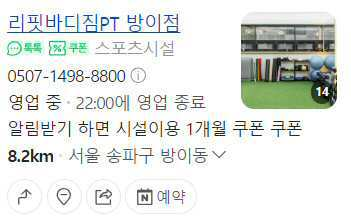 리핏바디짐PT 방이점
톡톡 쿠폰 스포츠시설
0507-1498-8800
영업 중 · 22:00에 영업 종료
알림받기 하면 시설이용 1개월 쿠폰 쿠폰
8.2km · 서울 송파구 방이동
14
N 예약